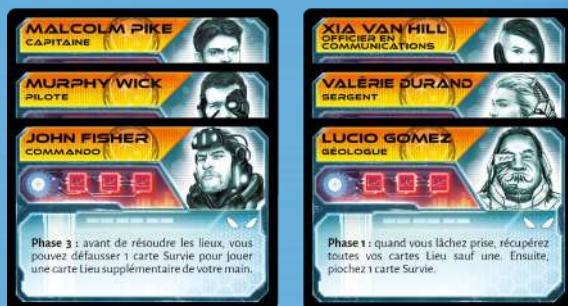 MALCOLM PIKE
CAPITAINE
MURPHY WICK
PILOTE
JOHN FISHER
COMMANDO
Phase 3 : avant de résoudre les lieux, vous
pouvez défausser 1 carte Survie pour jouer
une carte Lieu supplémentaire de votre main.
XIA VAN HILL
OFFICIER EN
COMMUNICATIONS
VALÉRIE DURAND
SERGENT
LUCIO GOMEZ
GÉOLOGUE
Phase 1 : quand vous lâchez prise, récupérez
toutes vos cartes Lieu sauf une. Ensuite,
piochez 1 carte Survie.